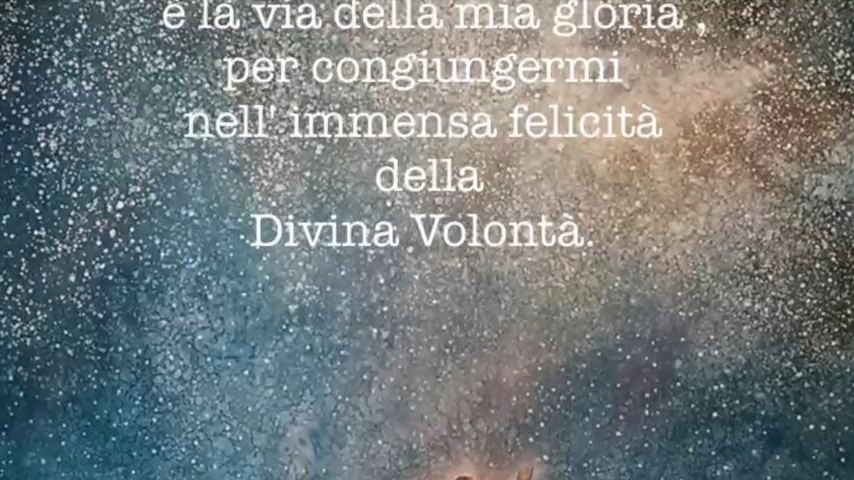 è la via della mia gloria ,
per congiungermi
nell' immensa felicità
della
Divina Volontà.